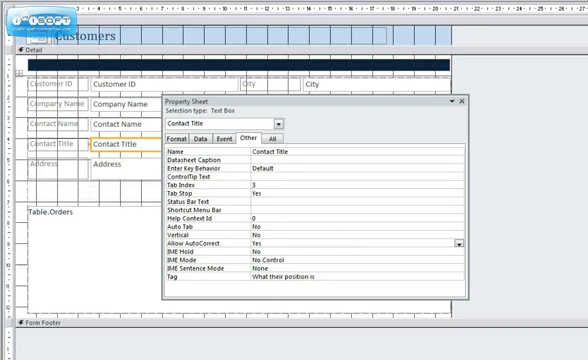 Customers
Detail
Customer ID Customer ID City City
Company Name Company Name
Contact Name Contact Name
Contact Title Contact Title
Address Address
Table.Orders
Property Sheet
Selection type: Text Box
Contact Title
Format Data Event Other All
Name Contact Title
Datasheet Caption
Enter Key Behavior Default
ControlTip Text
Tab Index 3
Tab Stop Yes
Status Bar Text
Shortcut Menu Bar
Help Context Id 0
Auto Tab No
Vertical No
Allow AutoCorrect Yes
IME Hold No
IME Mode No Control
IME Sentence Mode None
Tag What their position is
Form Footer